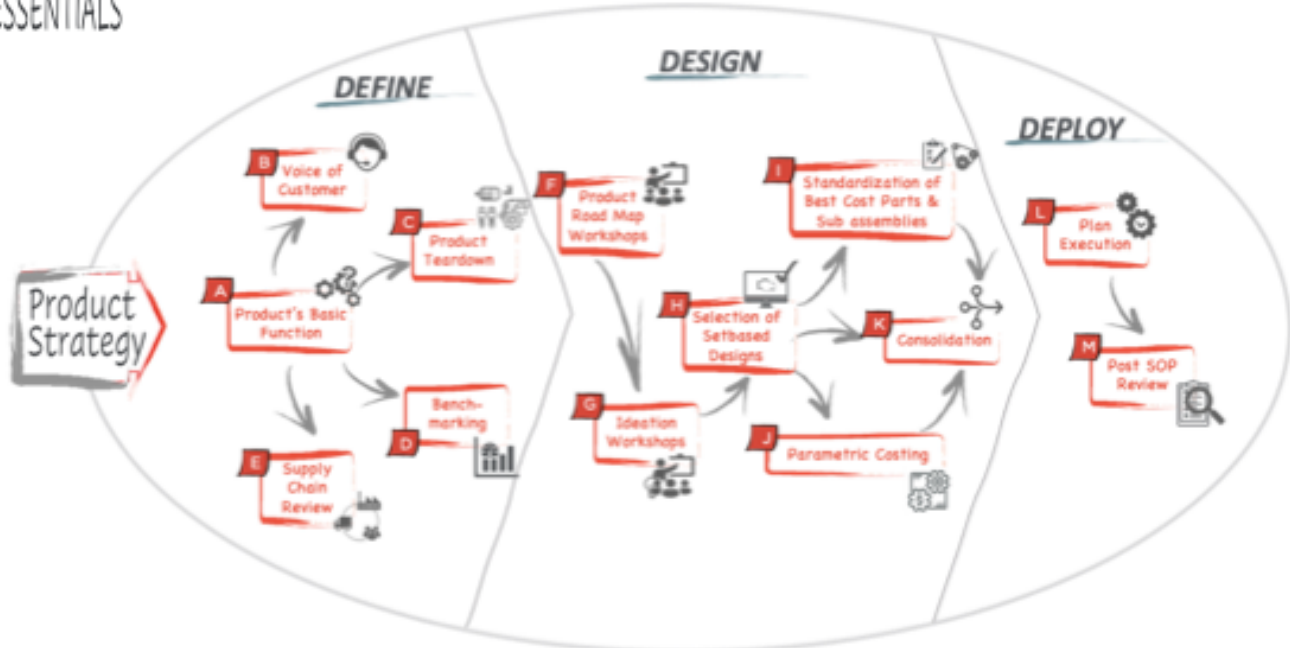 ESSENTIALS
DEFINE
DESIGN
DEPLOY
Product
Strategy
A
Product's Basic
Function
B
Voice of
Customer
C
Product
Teardown
D
Bench-
marking
E
Supply
Chain
Review
F
Product
Road Map
Workshops
G
Ideation
Workshops
H
Selection of
Setbased
Designs
I
Standardization of
Best Cost Parts &
Sub assemblies
J
Parametric Costing
K
Consolidation
L
Plan
Execution
M
Post SOP
Review